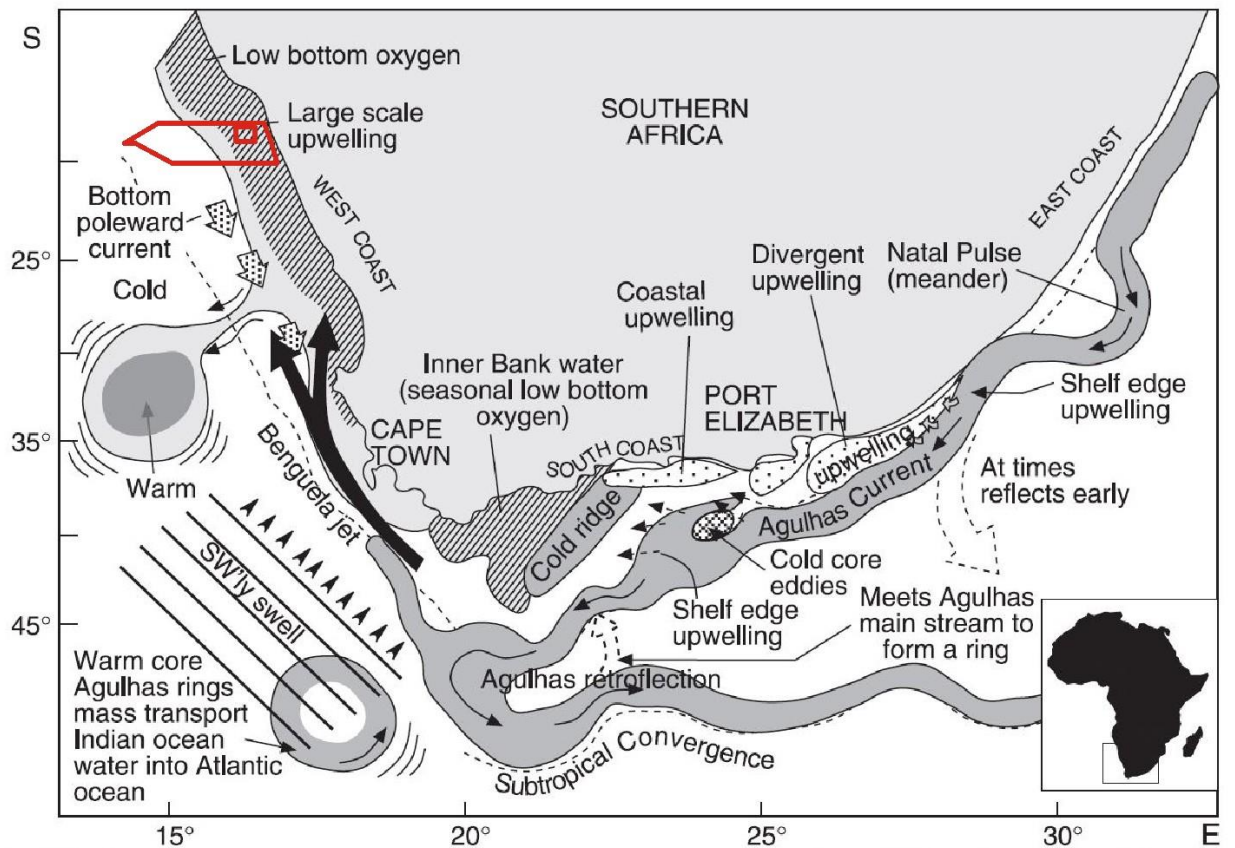 S
Low bottom oxygen
Large scale
upwelling
SOUTHERN
AFRICA
WEST COAST
EAST COAST
Bottom
poleward
current
25°
Cold
Divergent
upwelling
Natal Pulse
(meander)
Coastal
upwelling
Inner Bank water
(seasonal low bottom
oxygen)
PORT
ELIZABETH
Shelf edge
upwelling
35°
CAPE
TOWN
SOUTH COAST
upwelling
Warm
Benguela jet
Cold ridge
Agulhas Current
At times
reflects early
SW'ly swell
Cold core
eddies
Shelf edge
upwelling
Meets Agulhas
main stream to
form a ring
45°
Warm core
Agulhas rings
mass transport
Indian ocean
water into Atlantic
ocean
Agulhas retroflection
Subtropical Convergence
15°
20°
25°
30°
E